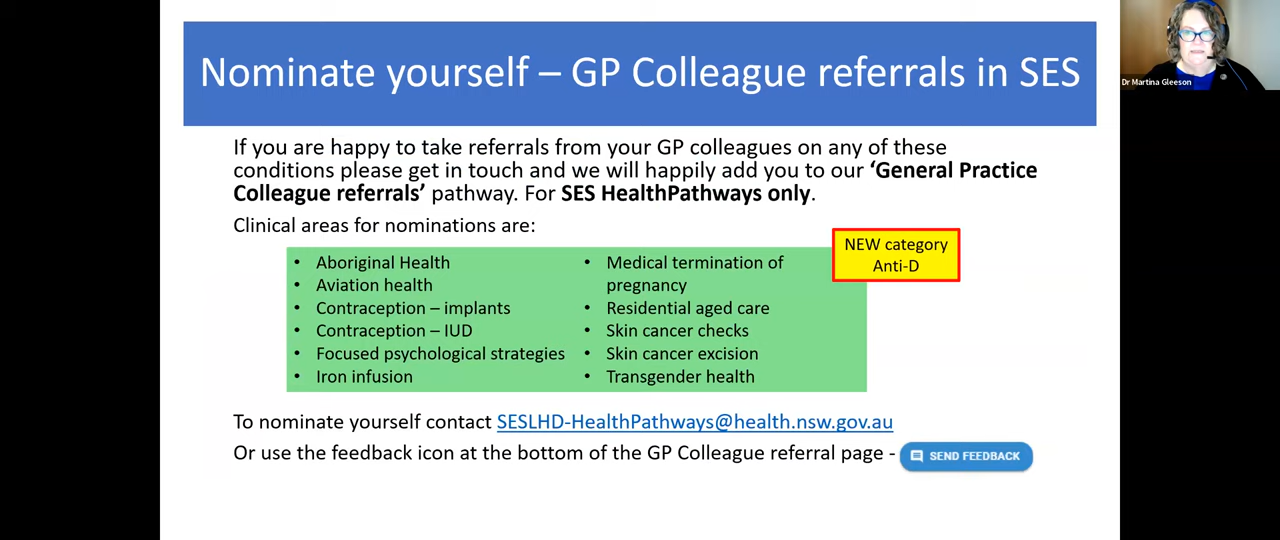 Nominate yourself – GP Colleague referrals in SES
Dr Martina Gleeson
If you are happy to take referrals from your GP colleagues on any of these
conditions please get in touch and we will happily add you to our ‘General Practice
Colleague referrals’ pathway. For SES HealthPathways only.
Clinical areas for nominations are:
NEW category
Anti-D
• Aboriginal Health
• Aviation health
• Contraception – implants
• Contraception – IUD
• Focused psychological strategies
• Iron infusion
• Medical termination of
pregnancy
• Residential aged care
• Skin cancer checks
• Skin cancer excision
• Transgender health
To nominate yourself contact SESLHD-HealthPathways@health.nsw.gov.au
Or use the feedback icon at the bottom of the GP Colleague referral page - SEND FEEDBACK